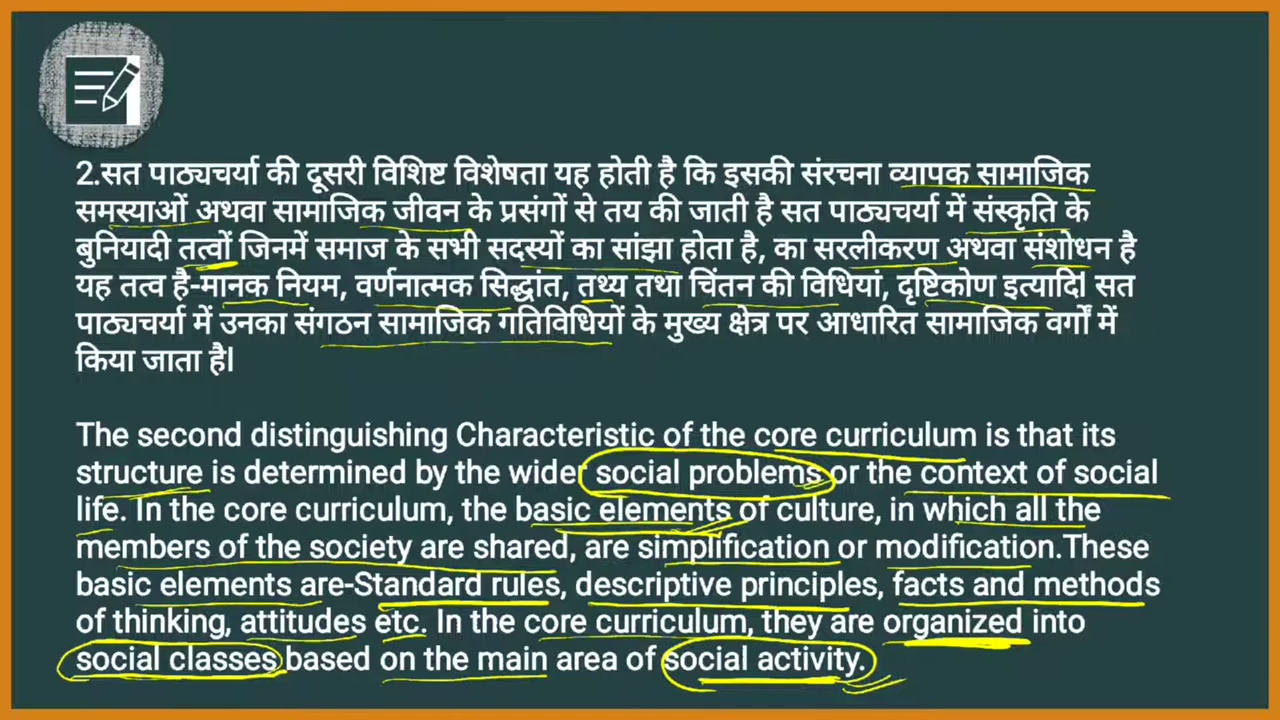 2.सत पाठ्यचर्या की दूसरी विशिष्ट विशेषता यह होती है कि इसकी संरचना व्यापक सामाजिक
समस्याओं अथवा सामाजिक जीवन के प्रसंगों से तय की जाती है सत पाठ्यचर्या में संस्कृति के
बुनियादी तत्वों जिनमें समाज के सभी सदस्यों का सांझा होता है, का सरलीकरण अथवा संशोधन है
यह तत्व है-मानक नियम, वर्णनात्मक सिद्धांत, तथ्य तथा चिंतन की विधियां, दृष्टिकोण इत्यादि। सत
पाठ्यचर्या में उनका संगठन सामाजिक गतिविधियों के मुख्य क्षेत्र पर आधारित सामाजिक वर्गों में
किया जाता है।
The second distinguishing Characteristic of the core curriculum is that its
structure is determined by the wider social problems or the context of social
life. In the core curriculum, the basic elements of culture, in which all the
members of the society are shared, are simplification or modification.These
basic elements are-Standard rules, descriptive principles, facts and methods
of thinking, attitudes etc. In the core curriculum, they are organized into
social classes based on the main area of social activity.